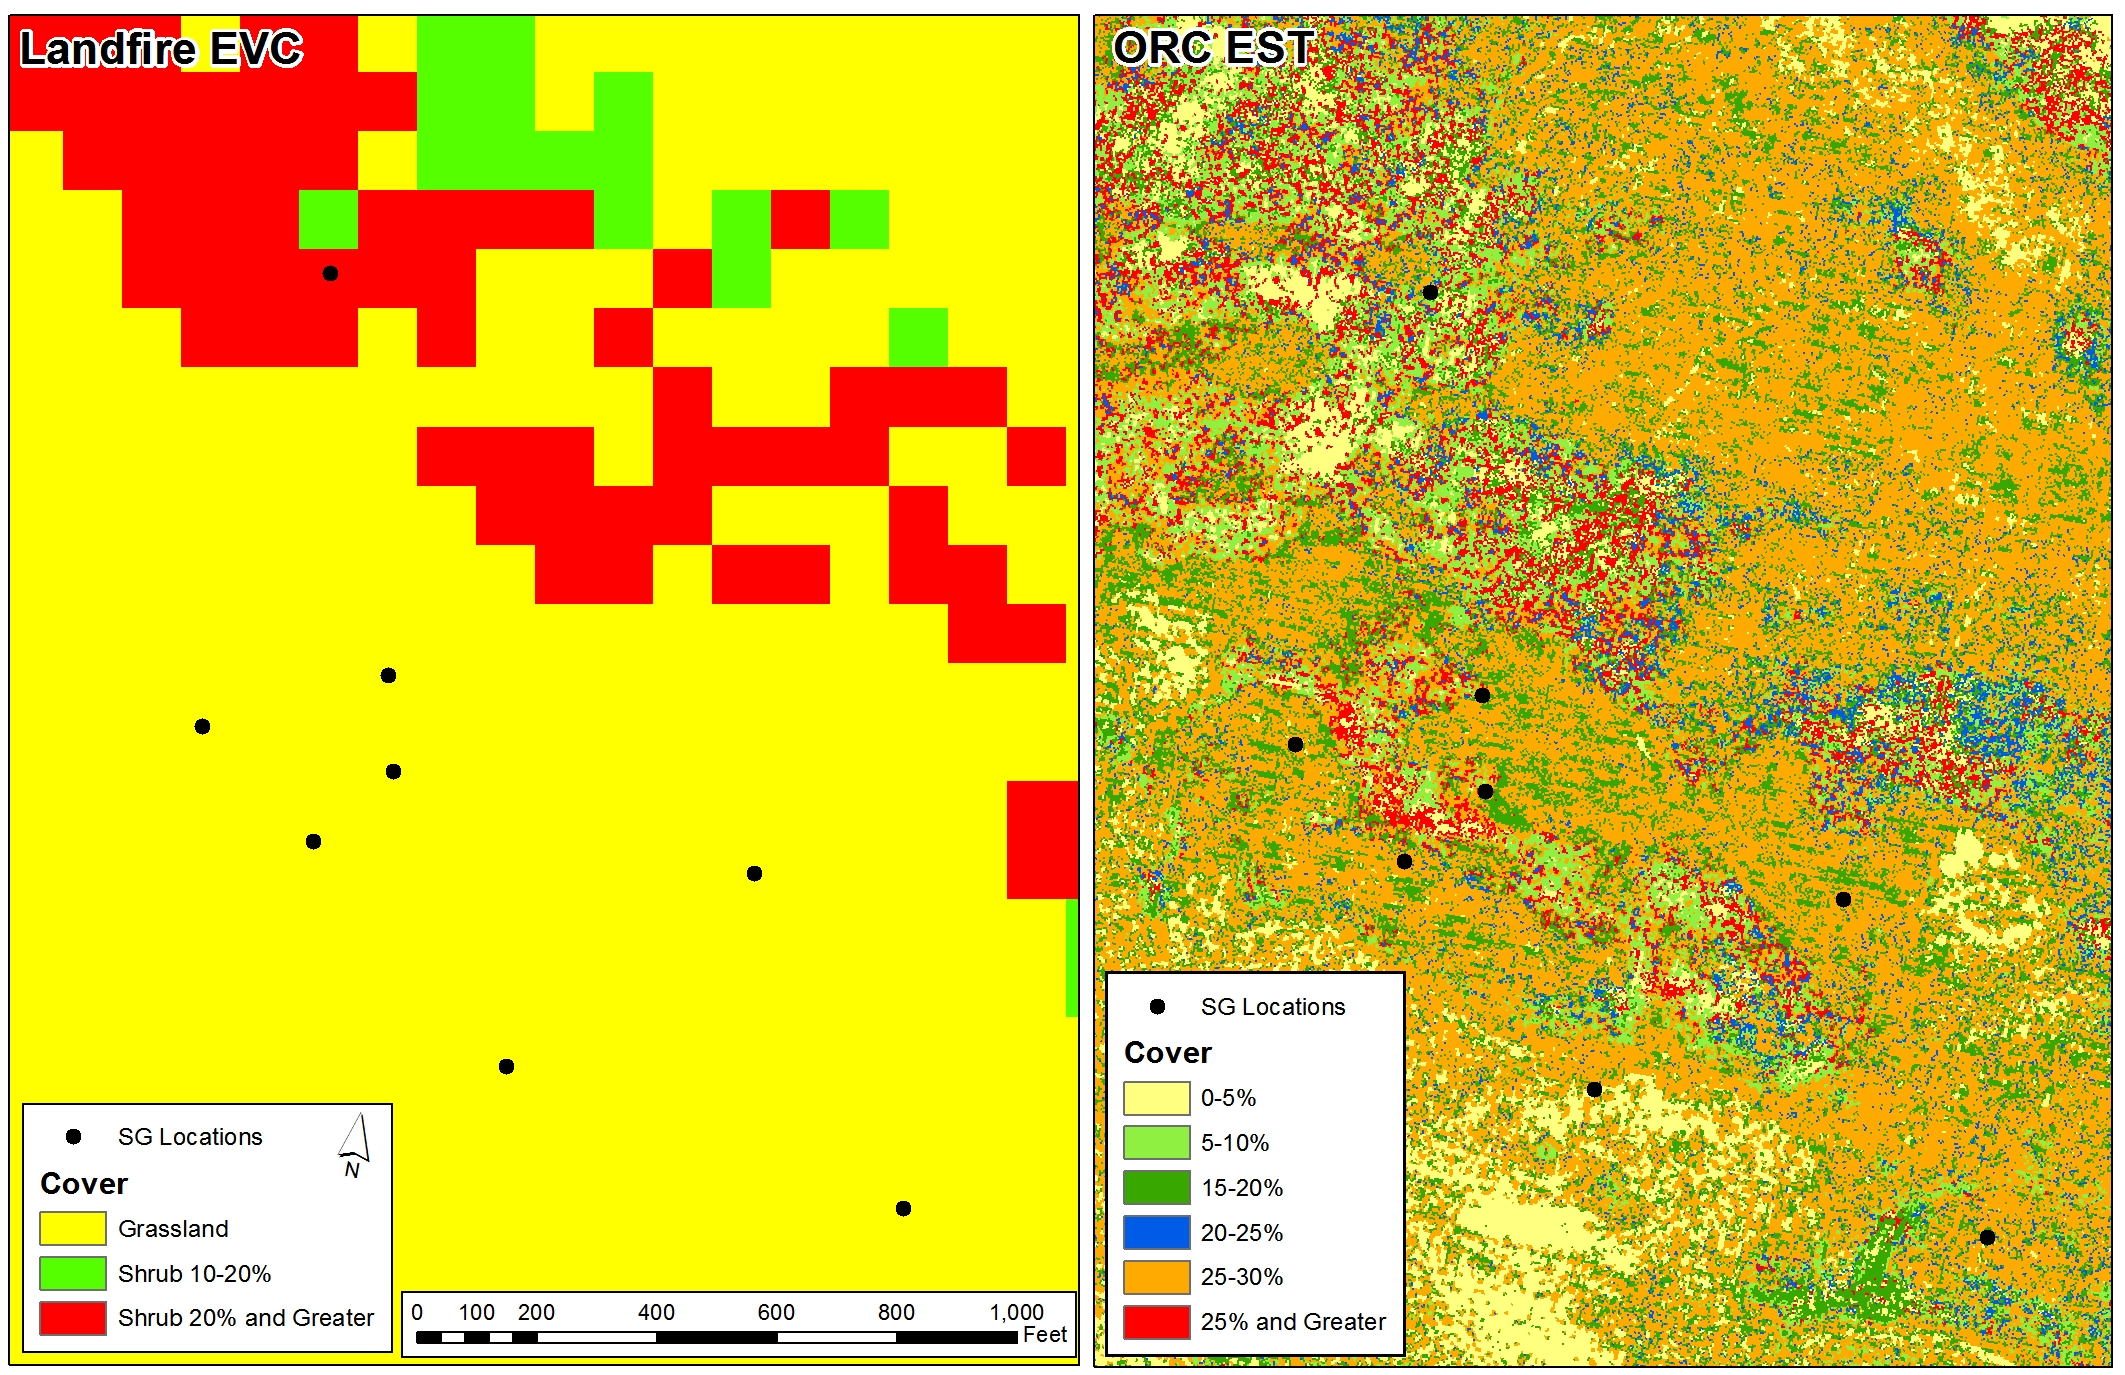 Landfire EVC
SG Locations
N
Cover
Grassland
Shrub 10-20%
Shrub 20% and Greater
0 100 200 400 600 800 1,000
Feet
ORC EST
SG Locations
Cover
0-5%
5-10%
15-20%
20-25%
25-30%
25% and Greater